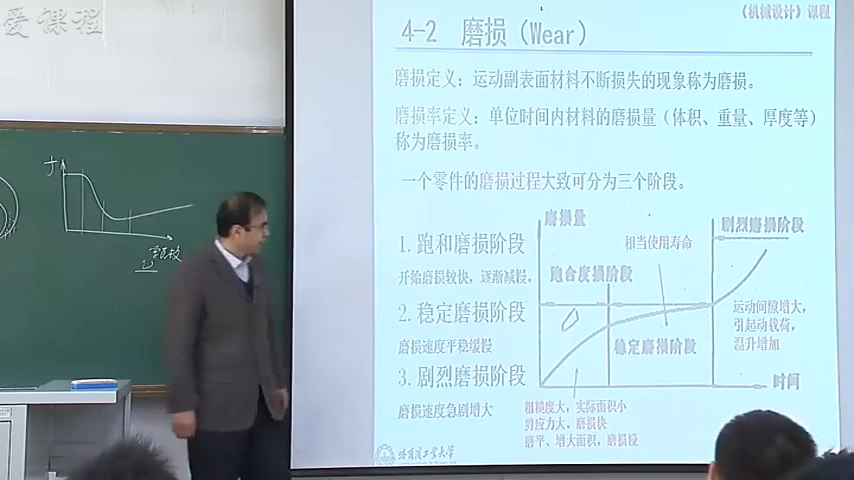 爱课程
《机械设计》课程
4-2 磨损（Wear）
磨损定义：运动副表面材料不断损失的现象称为磨损。
磨损率定义：单位时间内材料的磨损量（体积、重量、厚度等）
称为磨损率。
一个零件的磨损过程大致可分为三个阶段。
1.跑和磨损阶段
开始磨损较快，逐渐减慢。
2.稳定磨损阶段
磨损速度平稳缓慢
3.剧烈磨损阶段
磨损速度急剧增大
磨损量
相当使用寿命
剧烈磨损阶段
跑合磨损阶段
稳定磨损阶段
运动间隙增大，
引起动载荷，
温升增加
时间
粗糙度大，实际面积小
剪应力大，磨损快
磨平、增大面积，磨损慢
哈尔滨工业大学
f